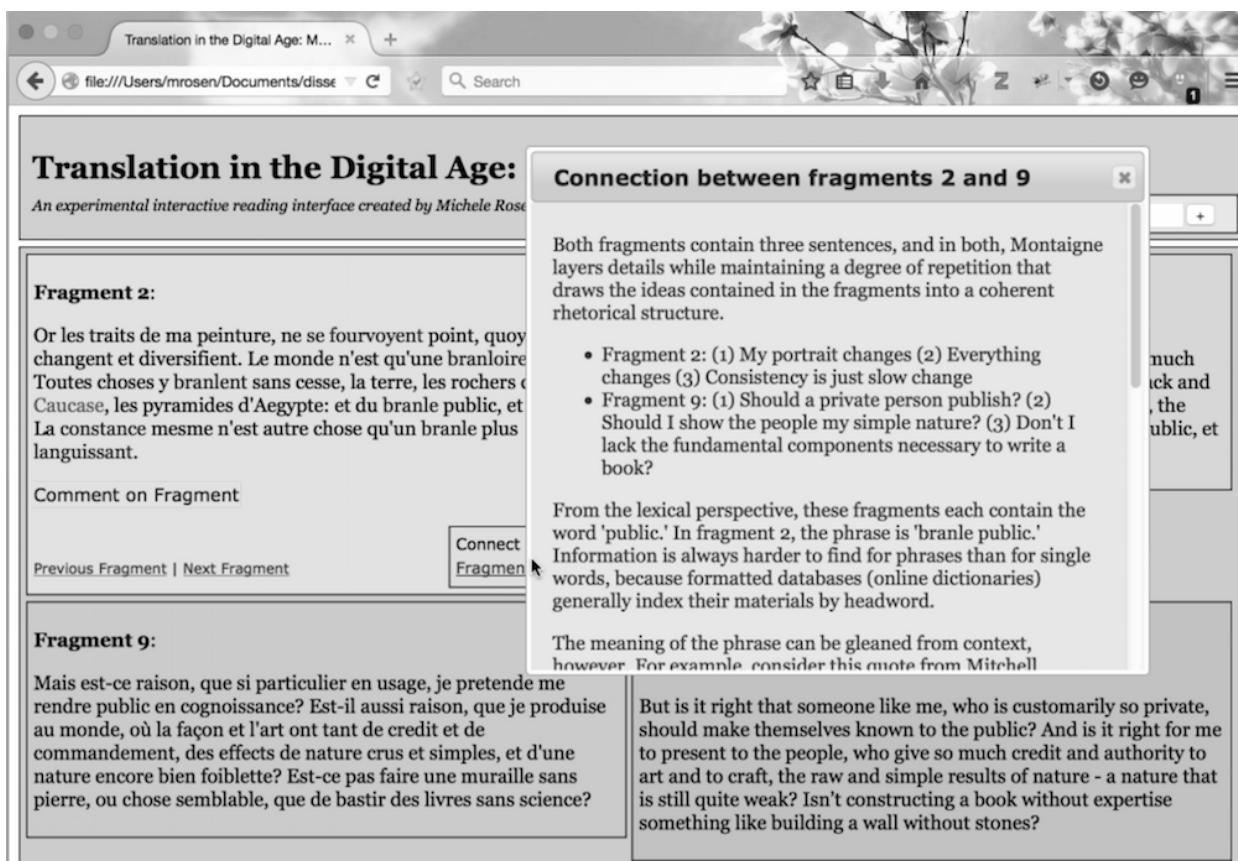 Translation in the Digital Age: M...
file:///Users/mrosen/Documents/disse
Search
1
Translation in the Digital Age:
An experimental interactive reading interface created by Michele Rose
+
Fragment 2:
Or les traits de ma peinture, ne se fourvoyent point, quoy
changent et diversifient. Le monde n'est qu'une branloire
Toutes choses y branlent sans cesse, la terre, les rochers
Caucase, les pyramides d'Aegypte: et du branle public, et
La constance mesme n'est autre chose qu'un branle plus
languissant.
Comment on Fragment
Previous Fragment | Next Fragment
Connect
Fragmen
Connection between fragments 2 and 9
Both fragments contain three sentences, and in both, Montaigne
layers details while maintaining a degree of repetition that
draws the ideas contained in the fragments into a coherent
rhetorical structure.
• Fragment 2: (1) My portrait changes (2) Everything
changes (3) Consistency is just slow change
• Fragment 9: (1) Should a private person publish? (2)
Should I show the people my simple nature? (3) Don't I
lack the fundamental components necessary to write a
book?
From the lexical perspective, these fragments each contain the
word 'public.' In fragment 2, the phrase is 'branle public.'
Information is always harder to find for phrases than for single
words, because formatted databases (online dictionaries)
generally index their materials by headword.
The meaning of the phrase can be gleaned from context,
however. For example, consider this quote from Mitchell
much
ck and
, the
ublic, et
Fragment 9:
Mais est-ce raison, que si particulier en usage, je pretende me
rendre public en cognoissance? Est-il aussi raison, que je produise
au monde, où la façon et l'art ont tant de credit et de
commandement, des effects de nature crus et simples, et d'une
nature encore bien foiblette? Est-ce pas faire une muraille sans
pierre, ou chose semblable, que de bastir des livres sans science?
But is it right that someone like me, who is customarily so private,
should make themselves known to the public? And is it right for me
to present to the people, who give so much credit and authority to
art and to craft, the raw and simple results of nature - a nature that
is still quite weak? Isn't constructing a book without expertise
something like building a wall without stones?